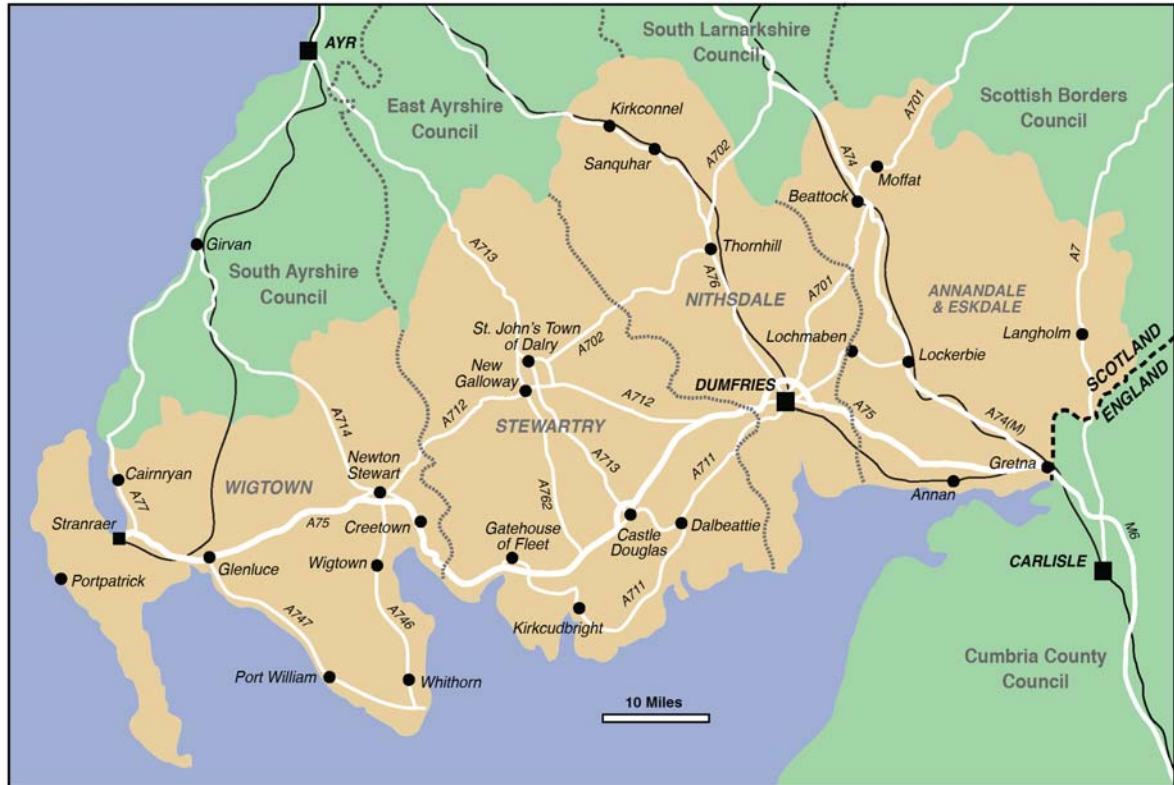 South Larnarkshire
Council
AYR
A701
Scottish Borders
Council
East Ayrshire
Council
Kirkconnel
A702
A74
Sanquhar
Moffat
Beattock
Girvan
A713
Thornhill
A7
South Ayrshire
Council
A76
A701
NITHSDALE
ANNANDALE
& ESKDALE
St. John's Town
of Dalry
A702
Lochmaben
Langholm
Lockerbie
New
Galloway
DUMFRIES
SCOTLAND
ENGLAND
A712
A712
A75
A714
STEWARTRY
A74(M)
Newton
Stewart
A713
A711
Gretna
Cairnryan
WIGTOWN
A77
A762
Annan
Stranraer
A75
Creetown
Gatehouse
of Fleet
Castle
Douglas
Dalbeattie
M6
Glenluce
Wigtown
CARLISLE
Portpatrick
A711
A747
A746
Kirkcudbright
Port William
Whithorn
Cumbria County
Council
10 Miles